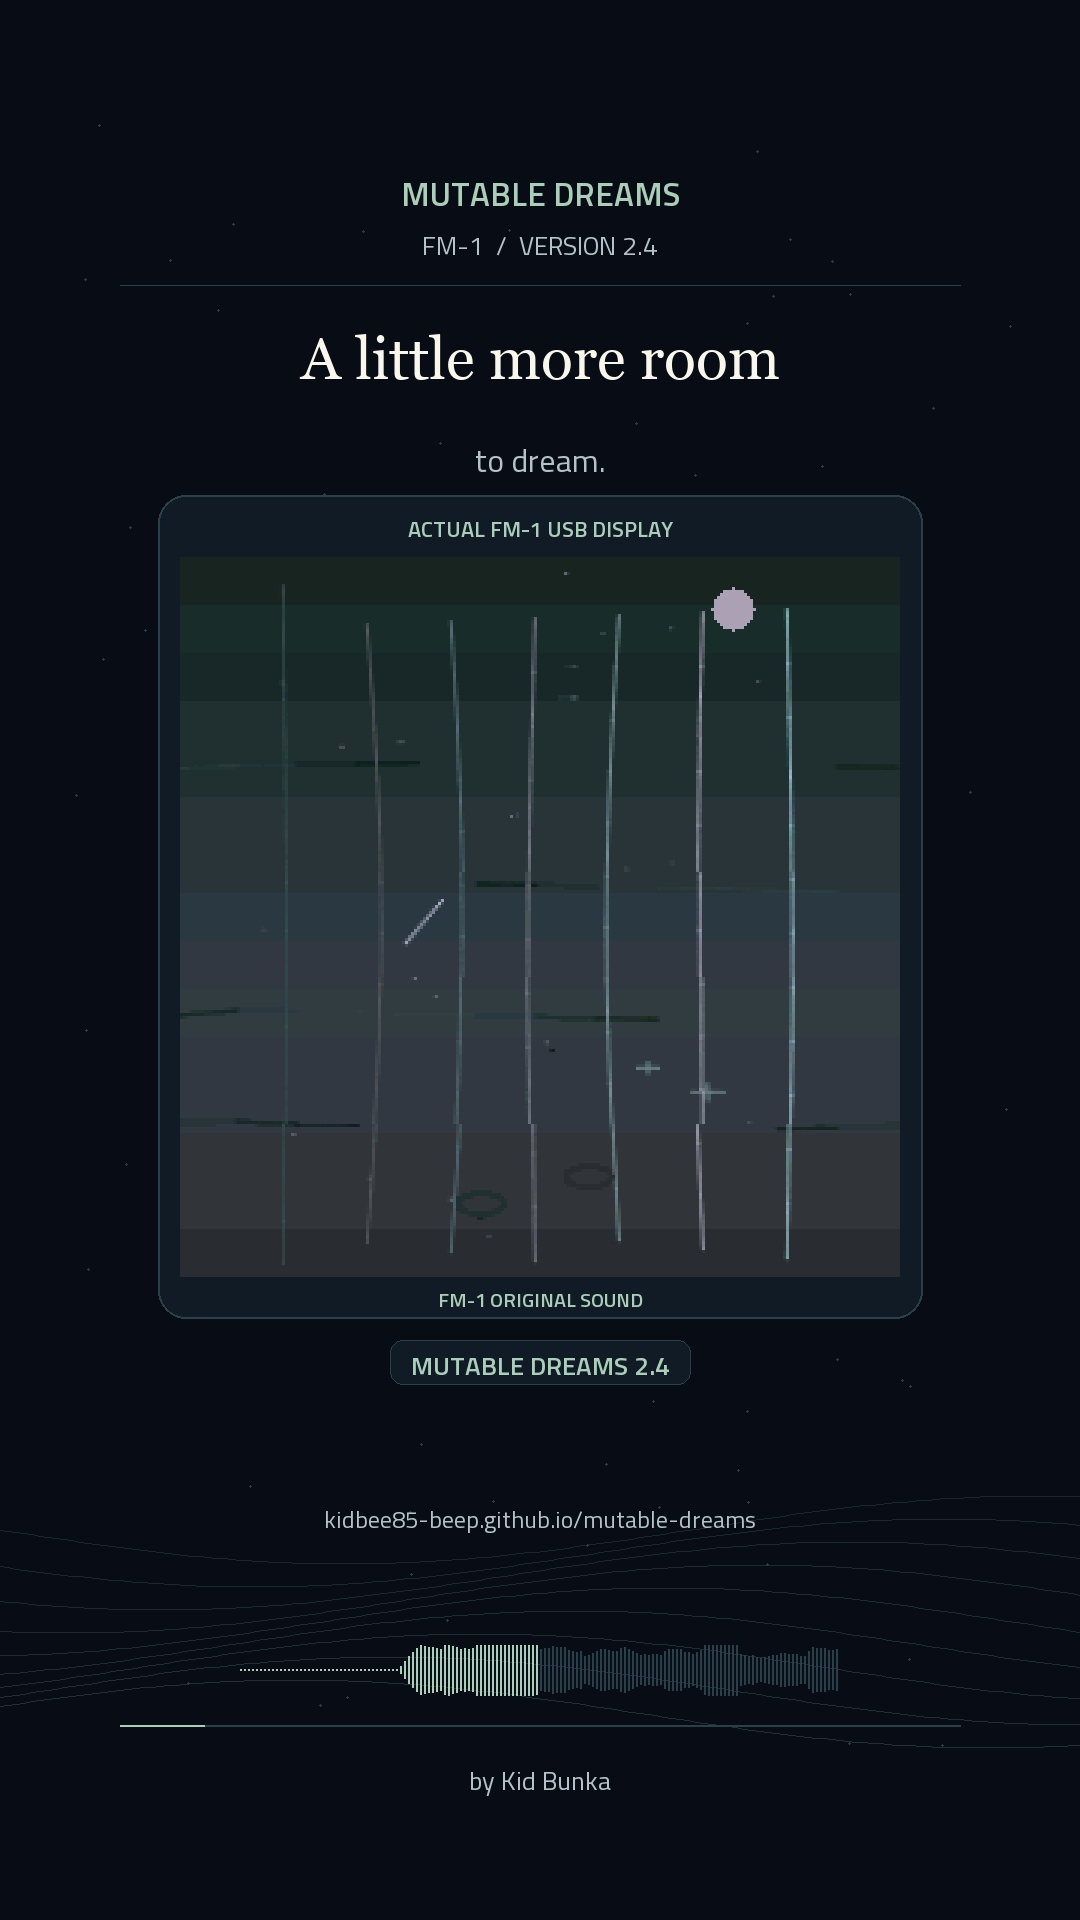 MUTABLE DREAMS
FM-1 / VERSION 2.4
A little more room
to dream.
ACTUAL FM-1 USB DISPLAY
FM-1 ORIGINAL SOUND
MUTABLE DREAMS 2.4
kidbee85-beep.github.io/mutable-dreams
by Kid Bunka